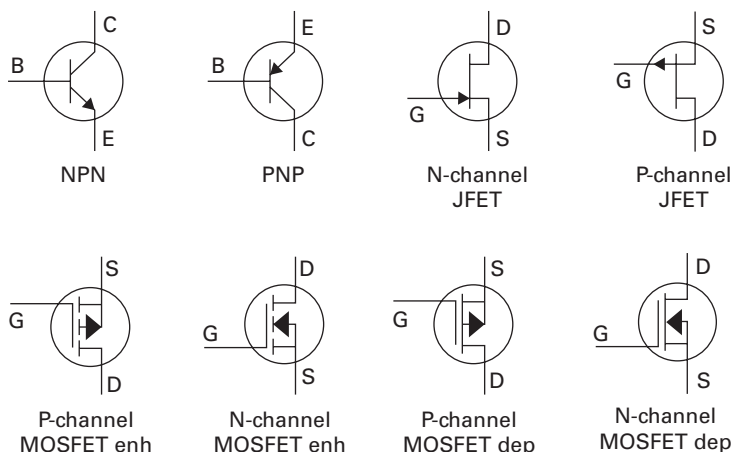 C
B
E
NPN
E
B
C
PNP
D
G
S
N-channel
JFET
S
G
D
P-channel
JFET
S
G
D
P-channel
MOSFET enh
D
G
S
N-channel
MOSFET enh
S
G
D
P-channel
MOSFET dep
D
G
S
N-channel
MOSFET dep